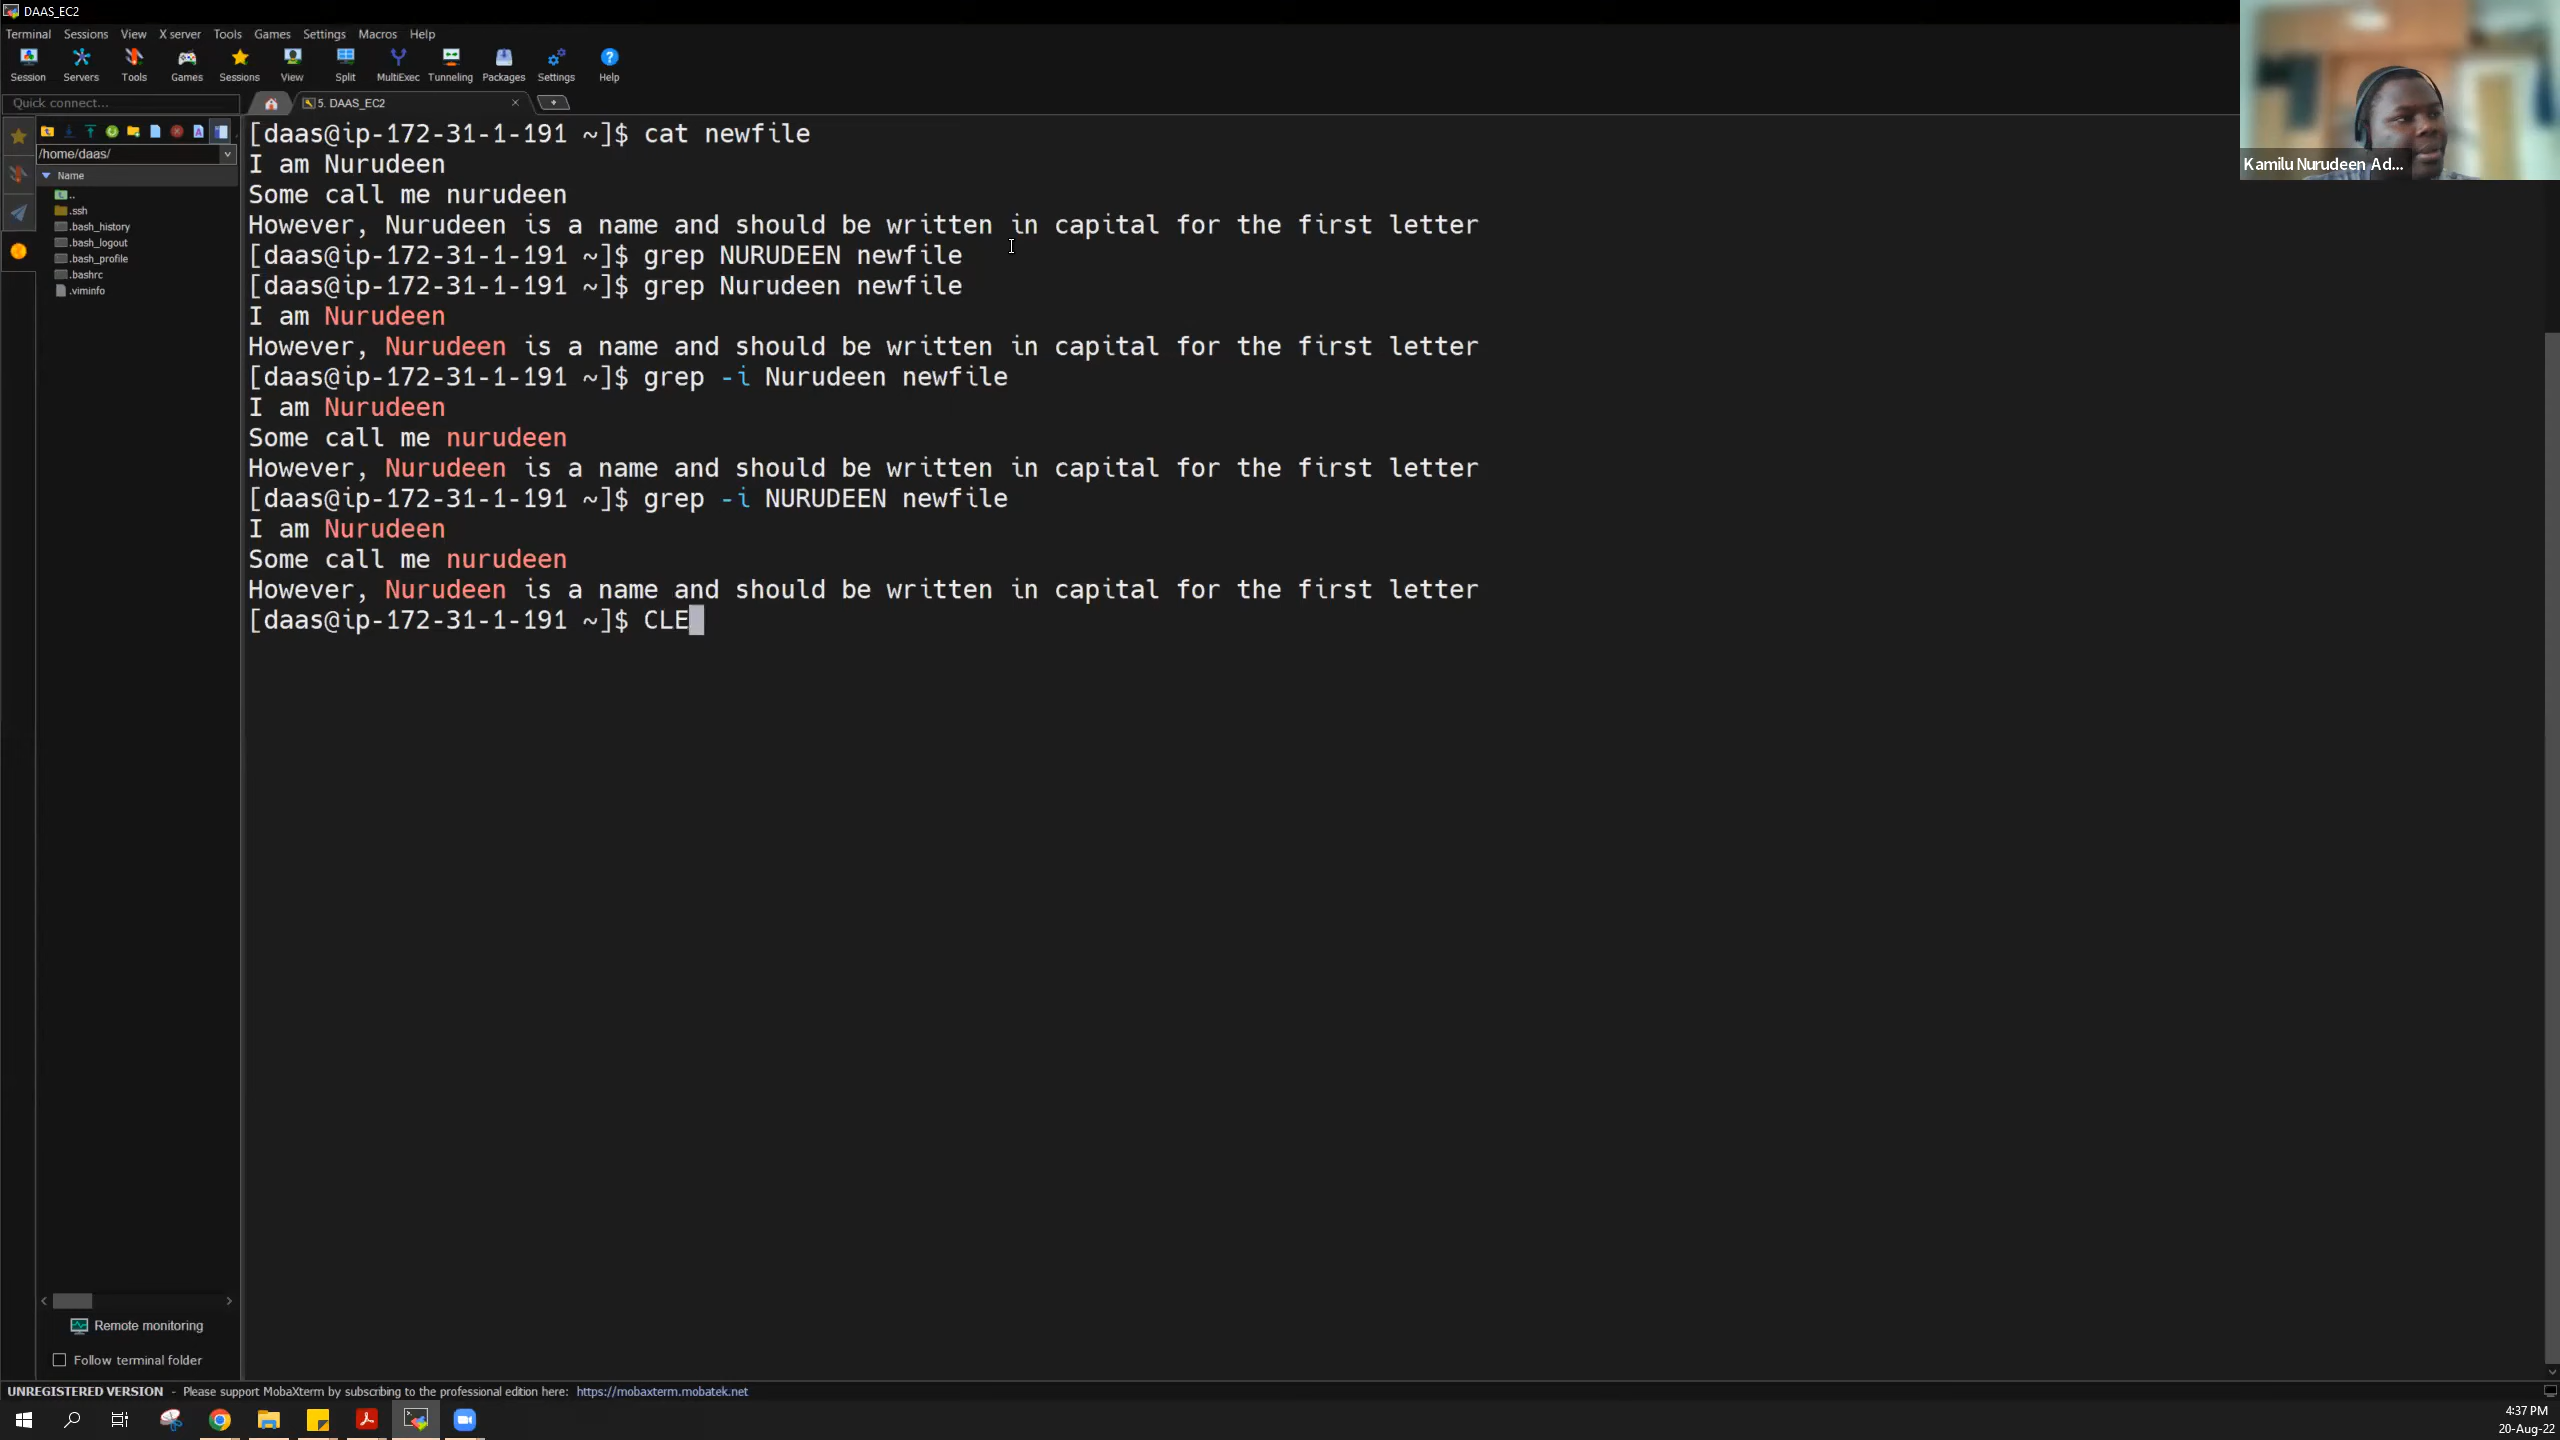 DAAS_EC2
Terminal Sessions View X server Tools Games Settings Macros Help
Session Servers Tools Games Sessions View Split MultiExec Tunneling Packages Settings Help
Quick connect...
5. DAAS_EC2
/home/daas/
Name
..
.ssh
.bash_history
.bash_logout
.bash_profile
.bashrc
.viminfo
[daas@ip-172-31-1-191 ~]$ cat newfile
I am Nurudeen
Some call me nurudeen
However, Nurudeen is a name and should be written in capital for the first letter
[daas@ip-172-31-1-191 ~]$ grep NURUDEEN newfile
[daas@ip-172-31-1-191 ~]$ grep Nurudeen newfile
I am Nurudeen
However, Nurudeen is a name and should be written in capital for the first letter
[daas@ip-172-31-1-191 ~]$ grep -i Nurudeen newfile
I am Nurudeen
Some call me nurudeen
However, Nurudeen is a name and should be written in capital for the first letter
[daas@ip-172-31-1-191 ~]$ grep -i NURUDEEN newfile
I am Nurudeen
Some call me nurudeen
However, Nurudeen is a name and should be written in capital for the first letter
[daas@ip-172-31-1-191 ~]$ CLE
Kamilu Nurudeen Ad...
Remote monitoring
Follow terminal folder
UNREGISTERED VERSION - Please support MobaXterm by subscribing to the professional edition here: https://mobaxterm.mobatek.net
4:37 PM
20-Aug-22